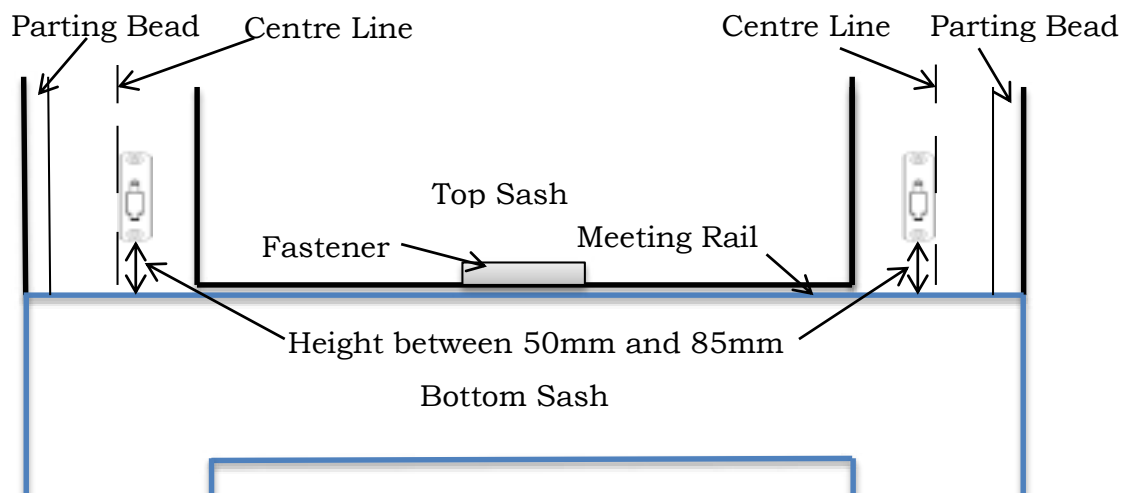 Parting Bead
Centre Line
Centre Line
Parting Bead
Top Sash
Fastener
Meeting Rail
Height between 50mm and 85mm
Bottom Sash